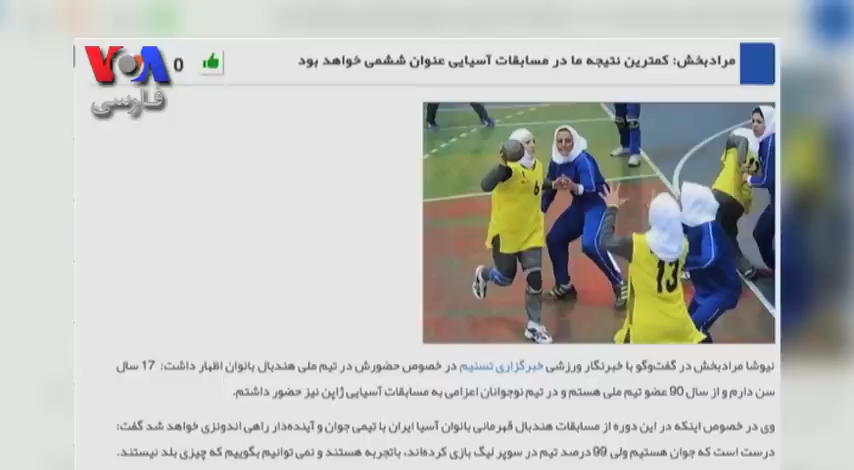 VOA
فارسی
0
مرادبخش: کمترین نتیجه ما در مسابقات آسیایی عنوان ششمی خواهد بود
6
13
نیوشا مرادبخش در گفت‌وگو با خبرنگار ورزشی خبرگزاری تسنیم در خصوص حضورش در تیم ملی هندبال بانوان اظهار داشت: 17 سال
سن دارم و از سال 90 عضو تیم ملی هستم و در تیم نوجوانان اعزامی به مسابقات آسیایی ژاپن نیز حضور داشتم.
وی در خصوص اینکه در این دوره از مسابقات هندبال قهرمانی بانوان آسیا ایران با تیمی جوان و آینده‌دار راهی اندونزی خواهد شد گفت:
درست است که جوان هستیم ولی 99 درصد تیم در سوپر لیگ بازی کرده‌اند، باتجربه هستند و نمی توانیم بگوییم که چیزی بلد نیستند.